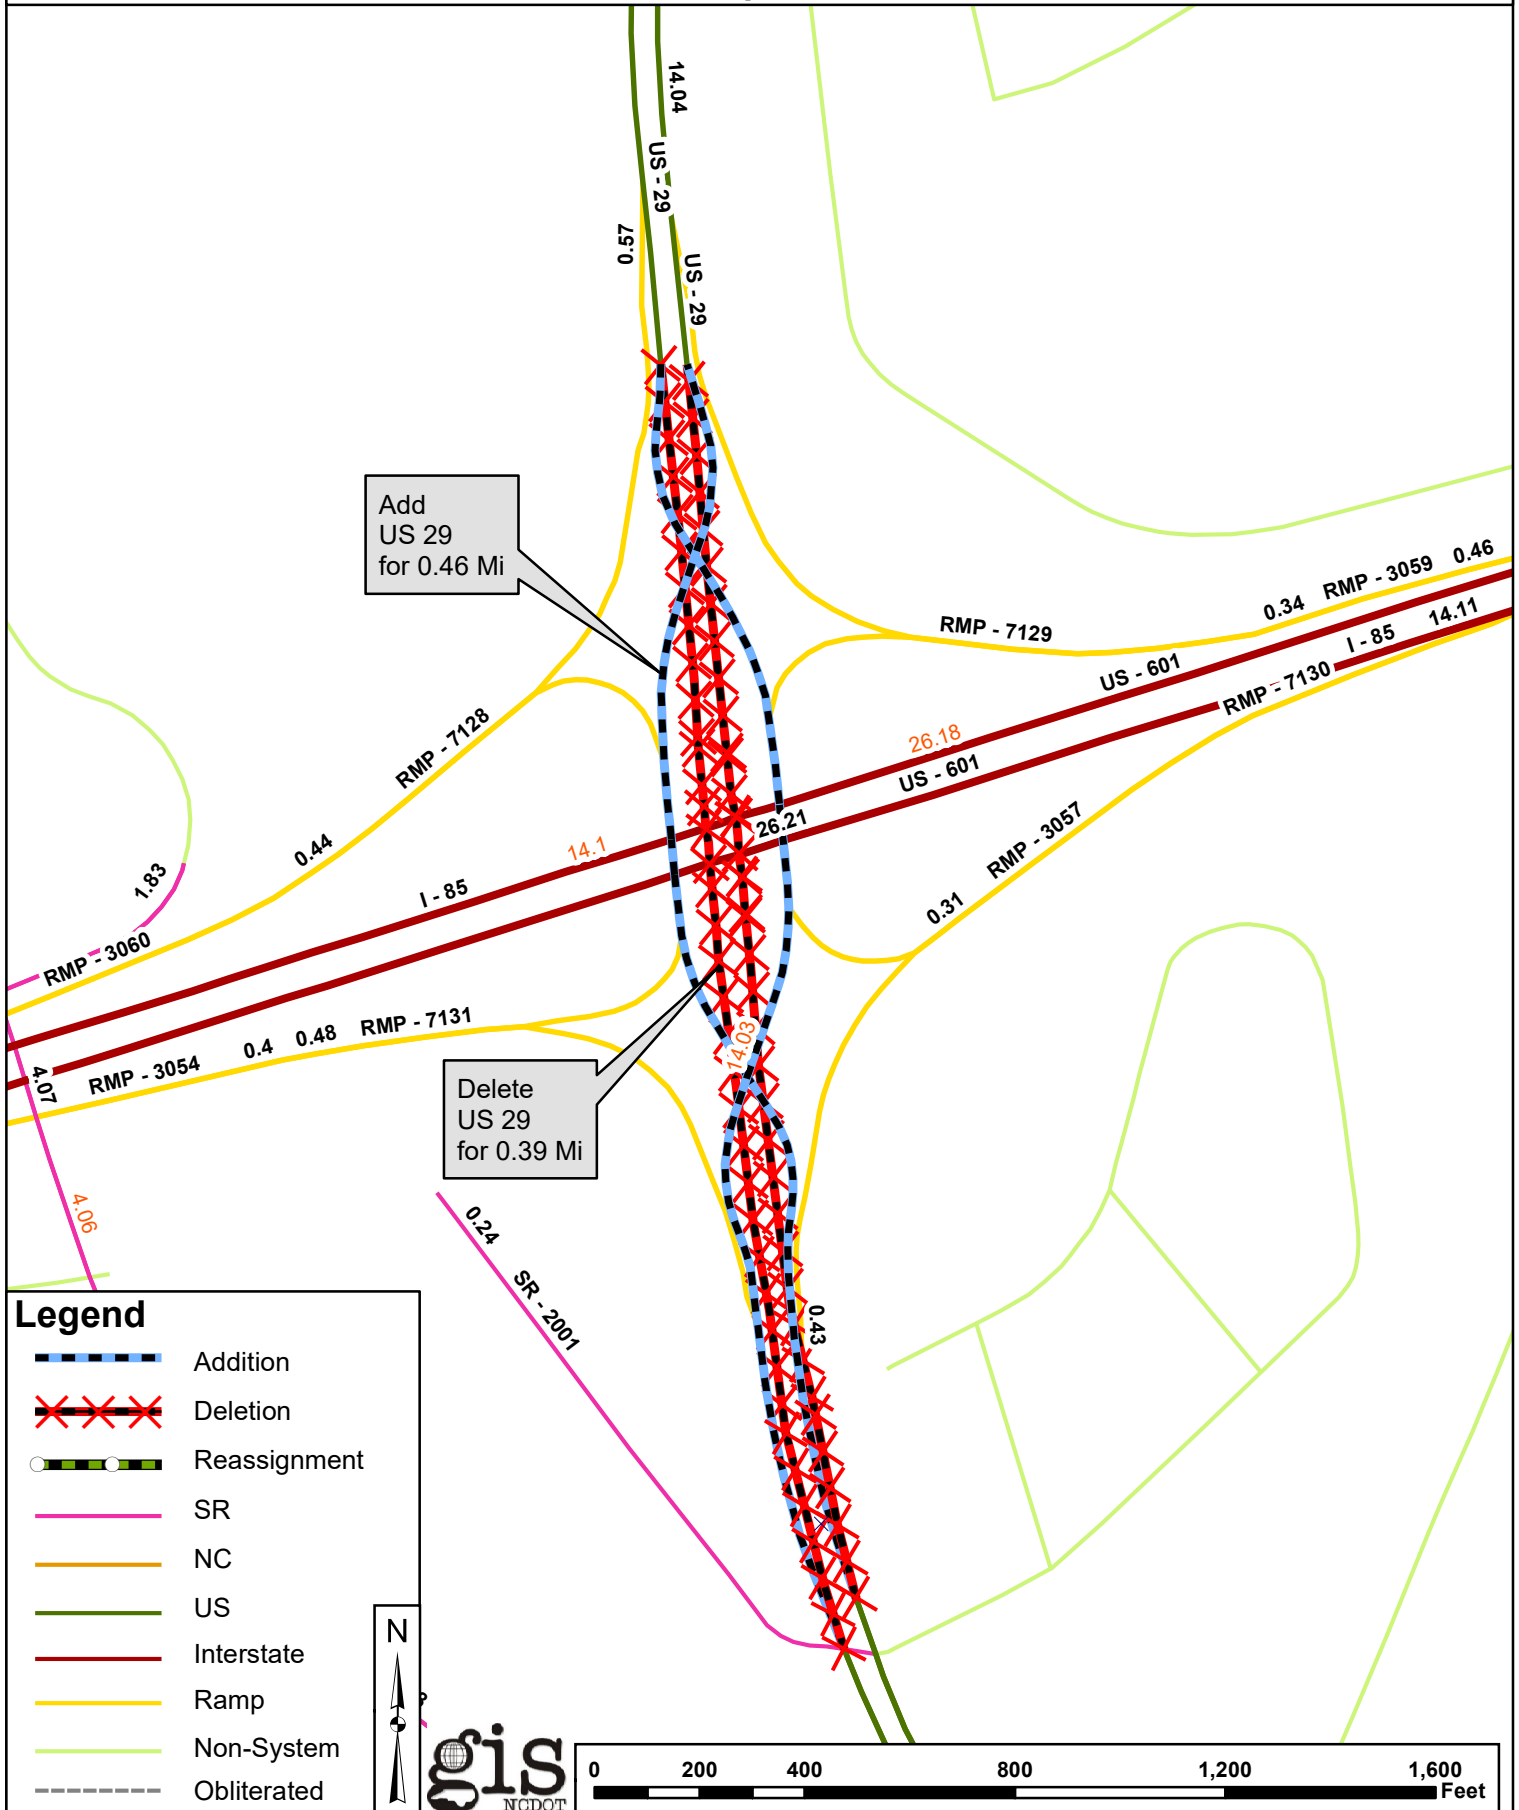 14.04
US - 29
0.57
US - 29
Add
US 29
for 0.46 Mi
RMP - 7129
0.34
RMP - 3059
0.46
14.11
I - 85
US - 601
RMP - 7130
RMP - 7128
26.18
US - 601
26.21
14.1
0.44
RMP - 3057
1.83
I - 85
0.31
RMP - 3060
RMP - 7131
0.48
0.4
RMP - 3054
4.07
14.03
Delete
US 29
for 0.39 Mi
4.06
0.24
SR - 2001
0.43
Legend
Addition
Deletion
Reassignment
SR
NC
US
Interstate
Ramp
Non-System
Obliterated
N
gis
NCDOT
0 200 400 800 1,200 1,600
Feet